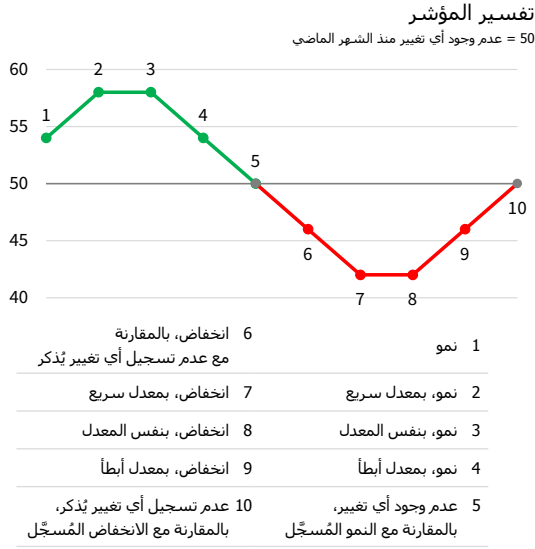 تفسير المؤشر
50 = عدم وجود أي تغيير منذ الشهر الماضي
60
55
50
45
40
1
2
3
4
5
6
7
8
9
10
1 نمو
2 نمو، بمعدل سريع
3 نمو، بنفس المعدل
4 نمو، بمعدل أبطأ
5 عدم وجود أي تغيير،
بالمقارنة مع النمو المُسجَّل
6 انخفاض، بالمقارنة
مع عدم تسجيل أي تغيير يُذكر
7 انخفاض، بمعدل سريع
8 انخفاض، بنفس المعدل
9 انخفاض، بمعدل أبطأ
10 عدم تسجيل أي تغيير يُذكر،
بالمقارنة مع الانخفاض المُسجَّل